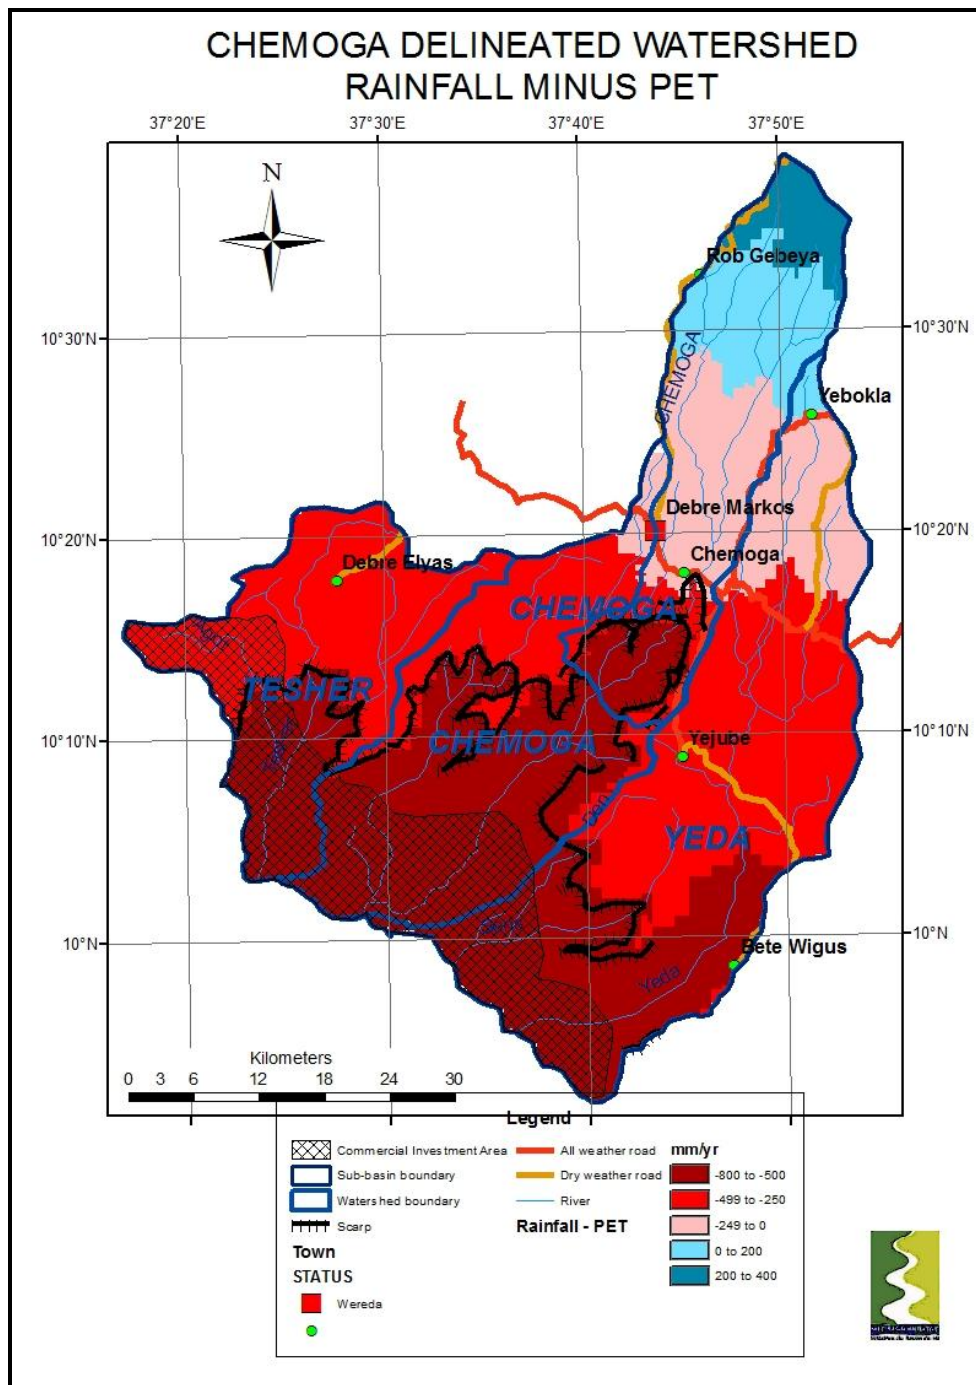 CHEMOGA DELINEATED WATERSHED
RAINFALL MINUS PET
37°20'E 37°30'E 37°40'E 37°50'E
N
Rob Gebeya
10°30'N 10°30'N
CHEMOGA
Yebokla
Debre Markos
10°20'N 10°20'N
Chemoga
Debre Elyas
CHEMOGA
TESHER
CHEMOGA
10°10'N 10°10'N
Yejube
YEDA
10°N 10°N
Bete Wigus
Yeda
Kilometers
0 3 6 12 18 24 30
Legend
Commercial Investment Area
Sub-basin boundary
Watershed boundary
Scarp
Town
STATUS
Wereda
All weather road
Dry weather road
River
Rainfall - PET
mm/yr
-800 to -500
-499 to -250
-249 to 0
0 to 200
200 to 400